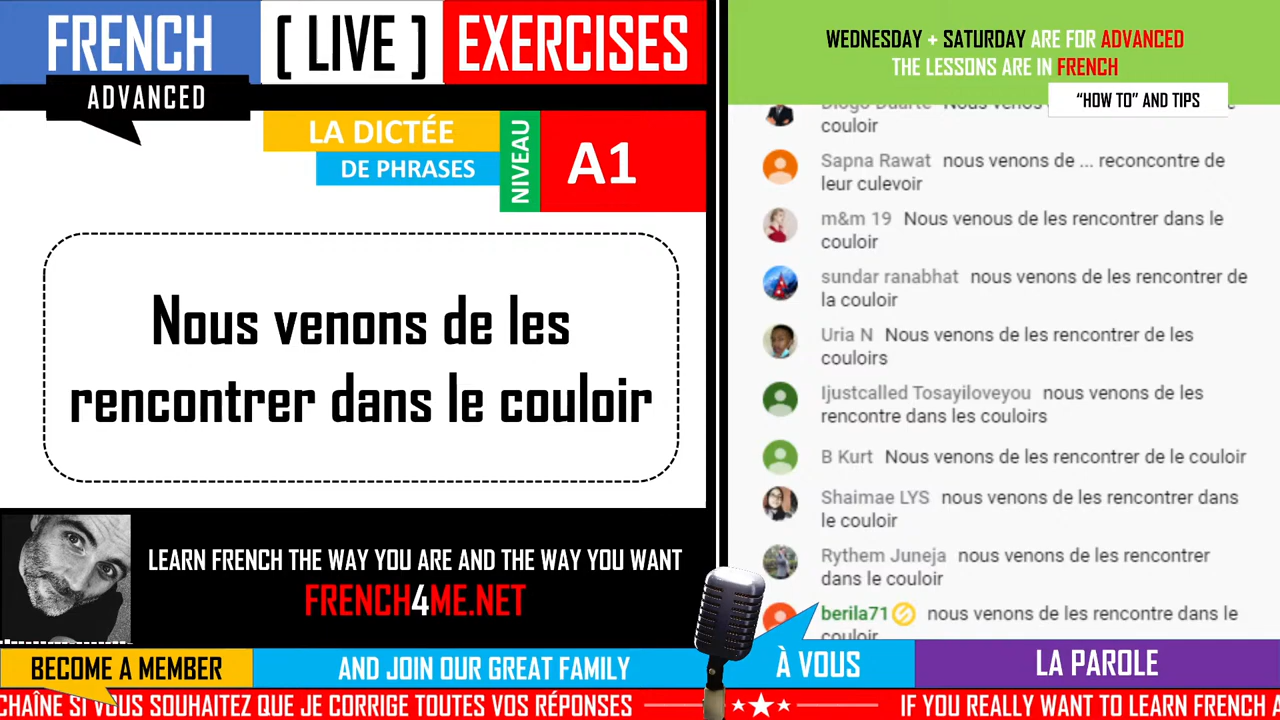 FRENCH [ LIVE ] EXERCISES
ADVANCED
LA DICTÉE
DE PHRASES
NIVEAU
A1
Nous venons de les
rencontrer dans le couloir
LEARN FRENCH THE WAY YOU ARE AND THE WAY YOU WANT
FRENCH4ME.NET
WEDNESDAY + SATURDAY ARE FOR ADVANCED
THE LESSONS ARE IN FRENCH
“HOW TO” AND TIPS
Diogo Duarte Nous venons
couloir
Sapna Rawat nous venons de ... reconcontre de
leur culevoir
m&m 19 Nous venous de les rencontrer dans le
couloir
sundar ranabhat nous venons de les rencontrer de
la couloir
Uria N Nous venons de les rencontrer de les
couloirs
Ijustcalled Tosayiloveyou nous venons de les
rencontre dans les couloirs
B Kurt Nous venons de les rencontrer de le couloir
Shaimae LYS nous venons de les rencontrer dans
le couloir
Rythem Juneja nous venons de les rencontrer
dans le couloir
berila71 nous venons de les rencontre dans le
couloir
BECOME A MEMBER AND JOIN OUR GREAT FAMILY
À VOUS LA PAROLE
CHAÎNE SI VOUS SOUHAITEZ QUE JE CORRIGE TOUTES VOS RÉPONSES
IF YOU REALLY WANT TO LEARN FRENCH A